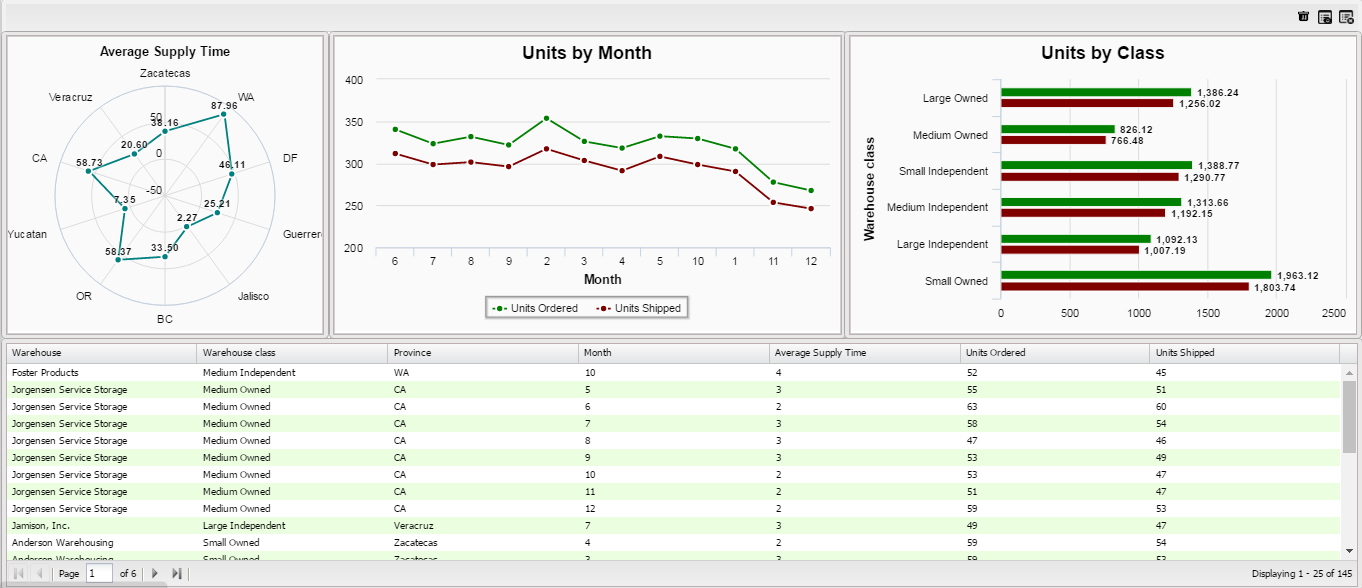 Average Supply Time
Zacatecas
Veracruz
WA
87.96
50
38.16
20.60
0
CA
58.73
46.11
DF
-50
7.35
25.21
2.27
Yucatan
Guerrer
33.50
58.37
OR
Jalisco
BC
Units by Month
400
350
300
250
200
6 7 8 9 2 3 4 5 10 1 11 12
Month
Units Ordered Units Shipped
Units by Class
Warehouse class
Large Owned 1,386.24
1,256.02
Medium Owned 826.12
766.48
Small Independent 1,388.77
1,290.77
Medium Independent 1,313.66
1,192.15
Large Independent 1,092.13
1,007.19
Small Owned 1,963.12
1,803.74
0 500 1000 1500 2000 2500
Warehouse Warehouse class Province Month Average Supply Time Units Ordered Units Shipped
Foster Products Medium Independent WA 10 4 52 45
Jorgensen Service Storage Medium Owned CA 5 3 55 51
Jorgensen Service Storage Medium Owned CA 6 2 63 60
Jorgensen Service Storage Medium Owned CA 7 3 58 54
Jorgensen Service Storage Medium Owned CA 8 3 47 46
Jorgensen Service Storage Medium Owned CA 9 3 53 49
Jorgensen Service Storage Medium Owned CA 10 2 53 47
Jorgensen Service Storage Medium Owned CA 11 2 51 47
Jorgensen Service Storage Medium Owned CA 12 2 59 53
Jamison, Inc. Large Independent Veracruz 7 3 49 47
Anderson Warehousing Small Owned Zacatecas 4 2 59 54
Anderson Warehousing Small Owned Zacatecas 3 3 59 53
Page 1 of 6
Displaying 1 - 25 of 145